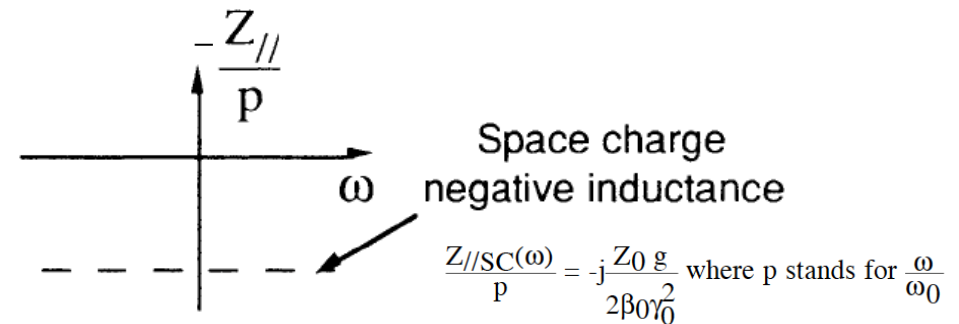 – Z//
p
ω
Space charge
negative inductance
Z//SC(ω)
p
= -j
Z0 g
2β0γ0²
where p stands for
ω
ω0